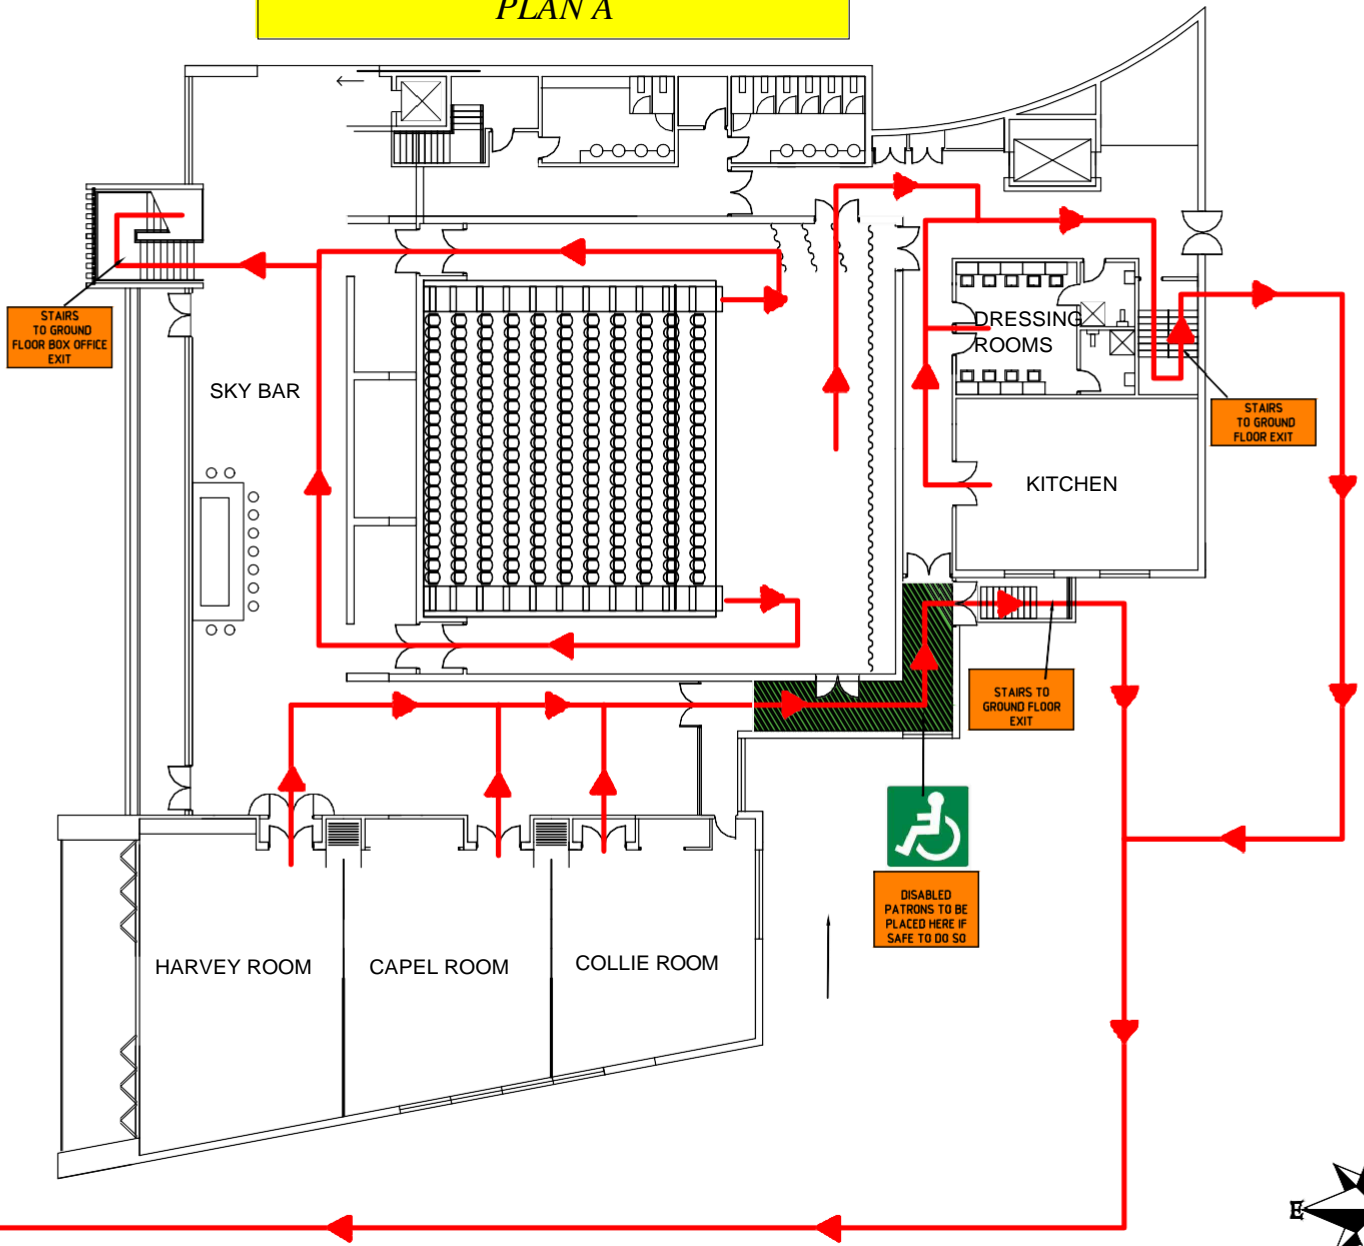 PLAN A
STAIRS
TO GROUND
FLOOR BOX OFFICE
EXIT
SKY BAR
DRESSING
ROOMS
STAIRS
TO GROUND
FLOOR EXIT
KITCHEN
STAIRS TO
GROUND FLOOR
EXIT
DISABLED
PATRONS TO BE
PLACED HERE IF
SAFE TO DO SO
HARVEY ROOM
CAPEL ROOM
COLLIE ROOM
E